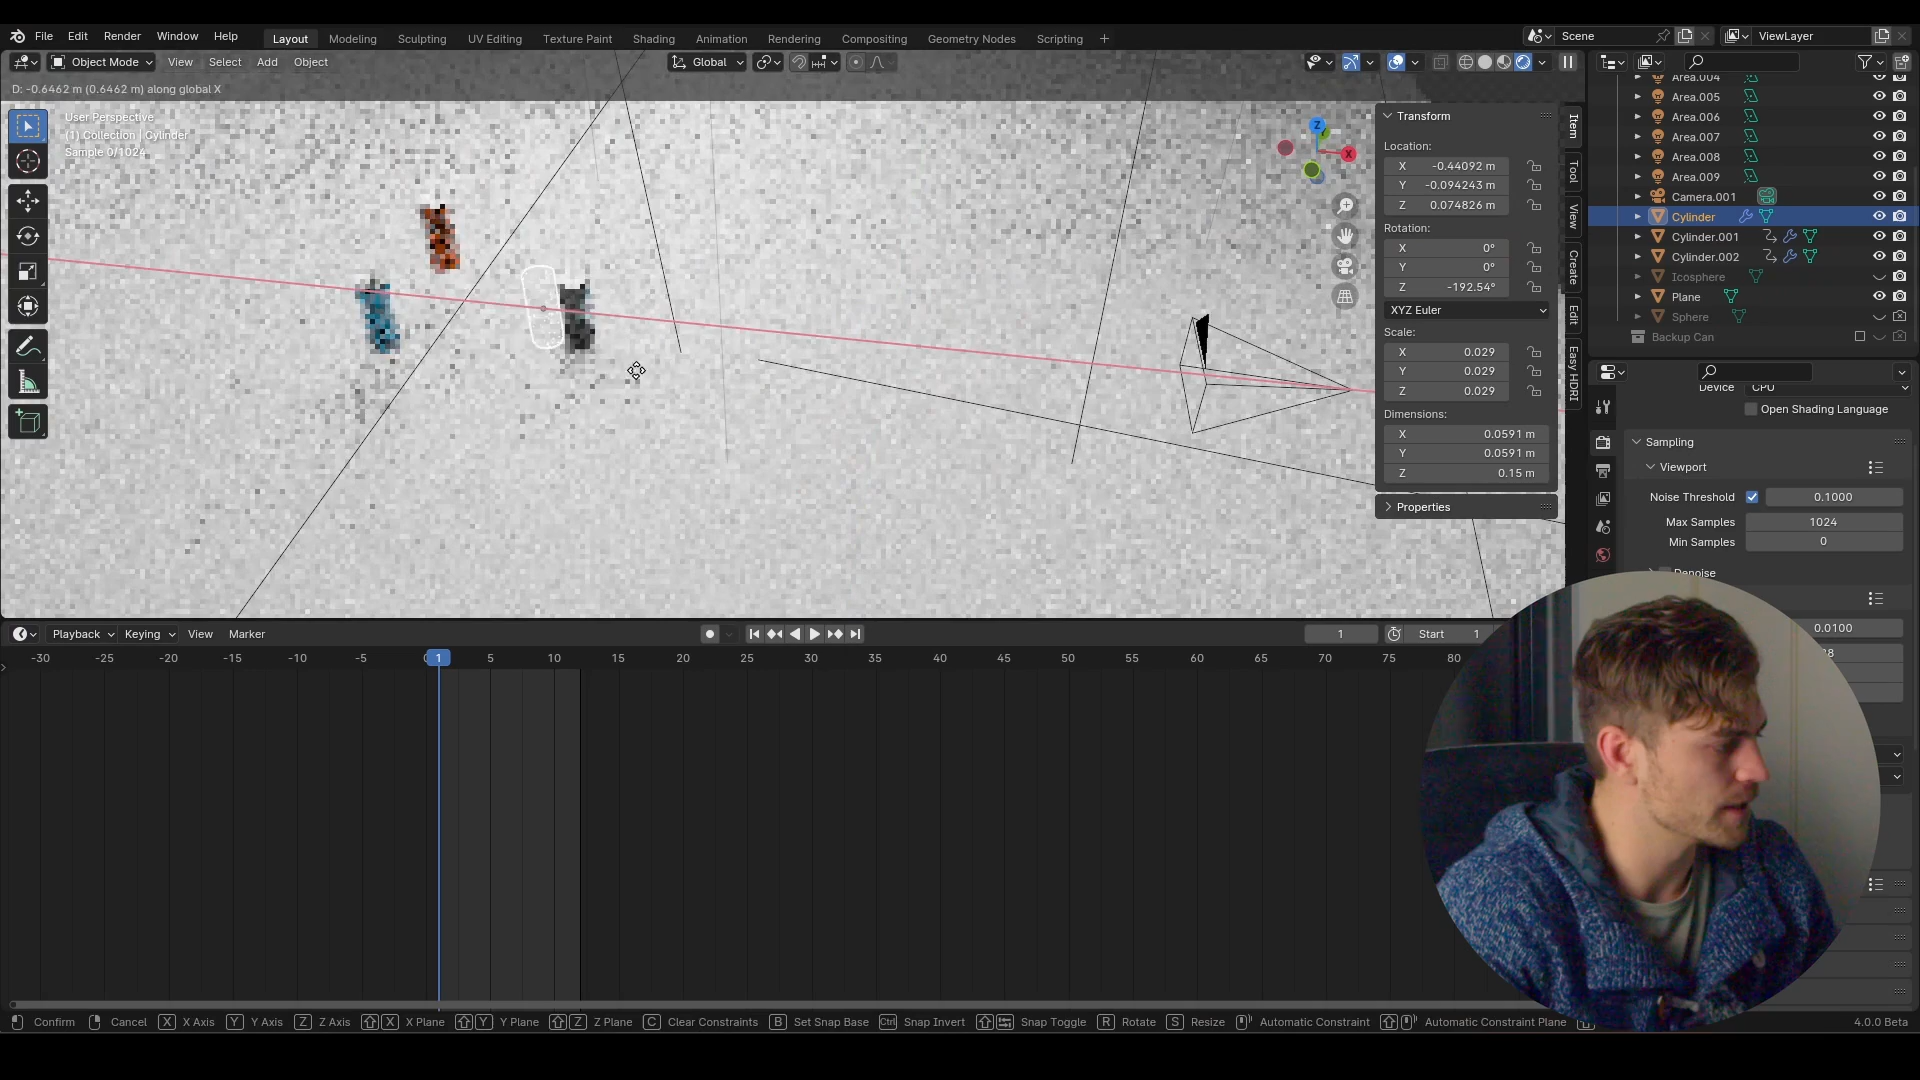 File Edit Render Window Help
Layout Modeling Sculpting UV Editing Texture Paint Shading Animation Rendering Compositing Geometry Nodes Scripting +
Scene
ViewLayer
Object Mode View Select Add Object
Global
D: -0.6462 m (0.6462 m) along global X
User Perspective
(1) Collection | Cylinder
Sample 0/1024
Z
X
Transform
Location:
X -0.44092 m
Y -0.094243 m
Z 0.074826 m
Rotation:
X 0°
Y 0°
Z -192.54°
XYZ Euler
Scale:
X 0.029
Y 0.029
Z 0.029
Dimensions:
X 0.0591 m
Y 0.0591 m
Z 0.15 m
Properties
Item
Tool
View
Create
Edit
Easy HDRI
Area.004
Area.005
Area.006
Area.007
Area.008
Area.009
Camera.001
Cylinder
Cylinder.001
Cylinder.002
Icosphere
Plane
Sphere
Backup Can
Device CPU
Open Shading Language
Sampling
Viewport
Noise Threshold 0.1000
Max Samples 1024
Min Samples 0
Denoise
0.0100
Playback Keying View Marker
1 Start 1
-30 -25 -20 -15 -10 -5 1 5 10 15 20 25 30 35 40 45 50 55 60 65 70 75 80
Confirm Cancel X X Axis Y Y Axis Z Z Axis X X Plane Y Y Plane Z Z Plane C Clear Constraints B Set Snap Base Ctrl Snap Invert Snap Toggle R Rotate S Resize Automatic Constraint Automatic Constraint Plane 4.0.0 Beta